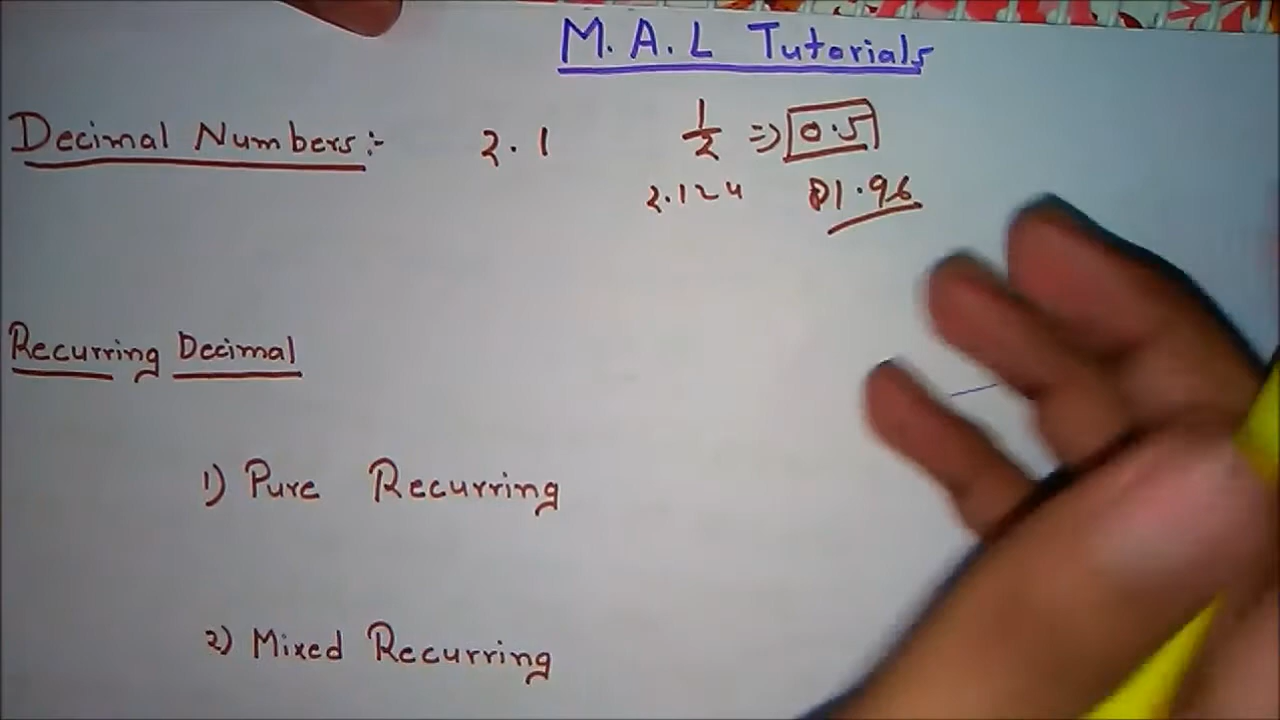 M. A. L Tutorials
Decimal Numbers:- 2.1 1/2 => 0.5
2.124 1.96
Recurring Decimal
1) Pure Recurring
2) Mixed Recurring